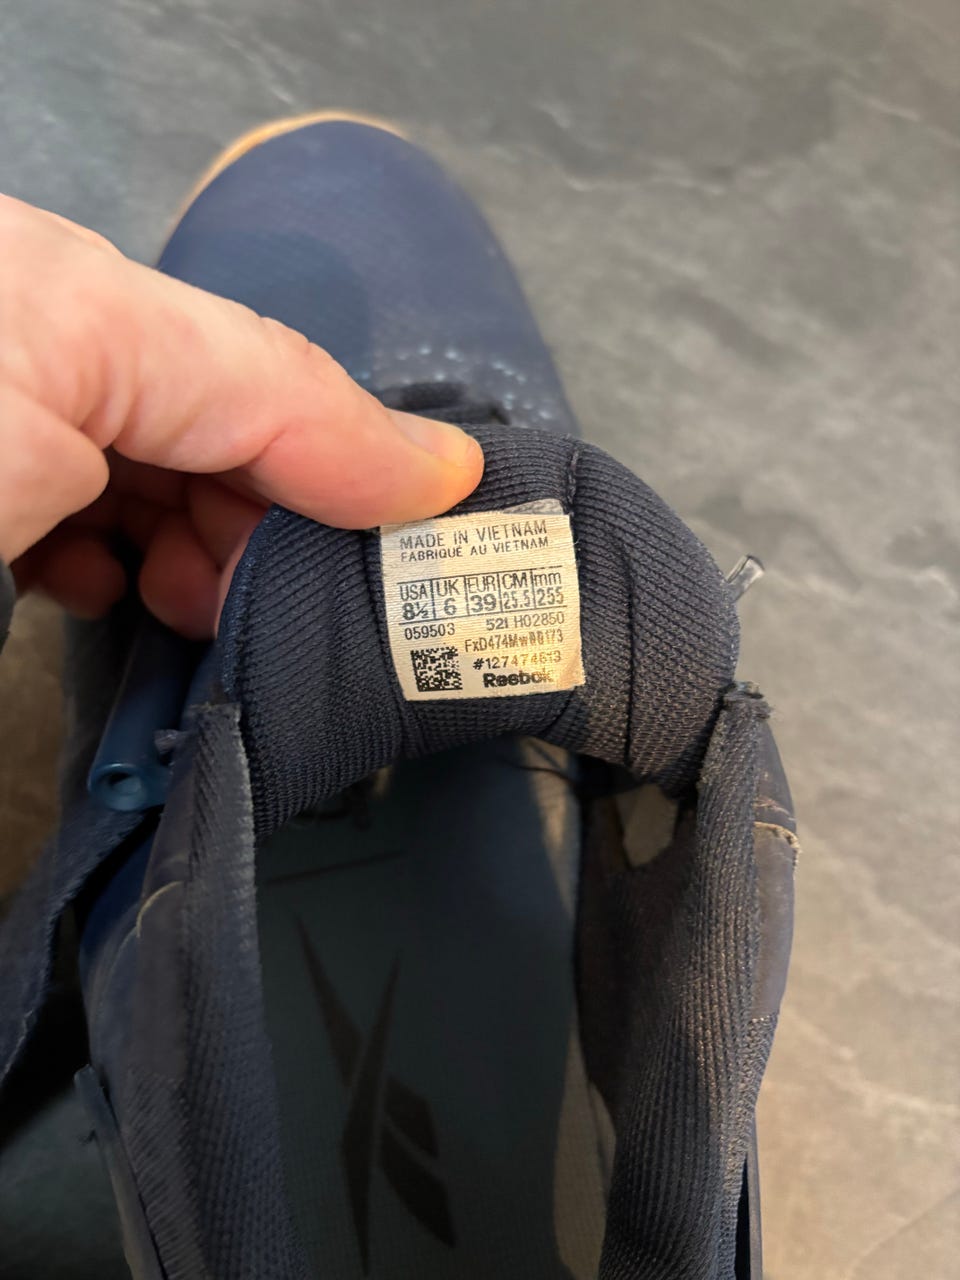 MADE IN VIETNAM
FABRIQUÉ AU VIETNAM
USA UK EUR CM mm
8½ 6 39 25.5 255
059503 521 H02850
#127474613
Reebok